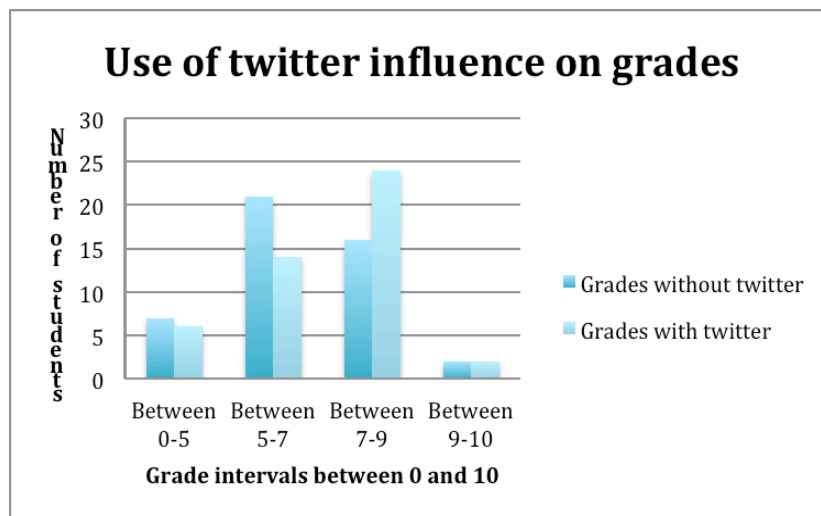 Use of twitter influence on grades
Number of students
30
25
20
15
10
5
0
Between
0-5
Between
5-7
Between
7-9
Between
9-10
Grade intervals between 0 and 10
Grades without twitter
Grades with twitter